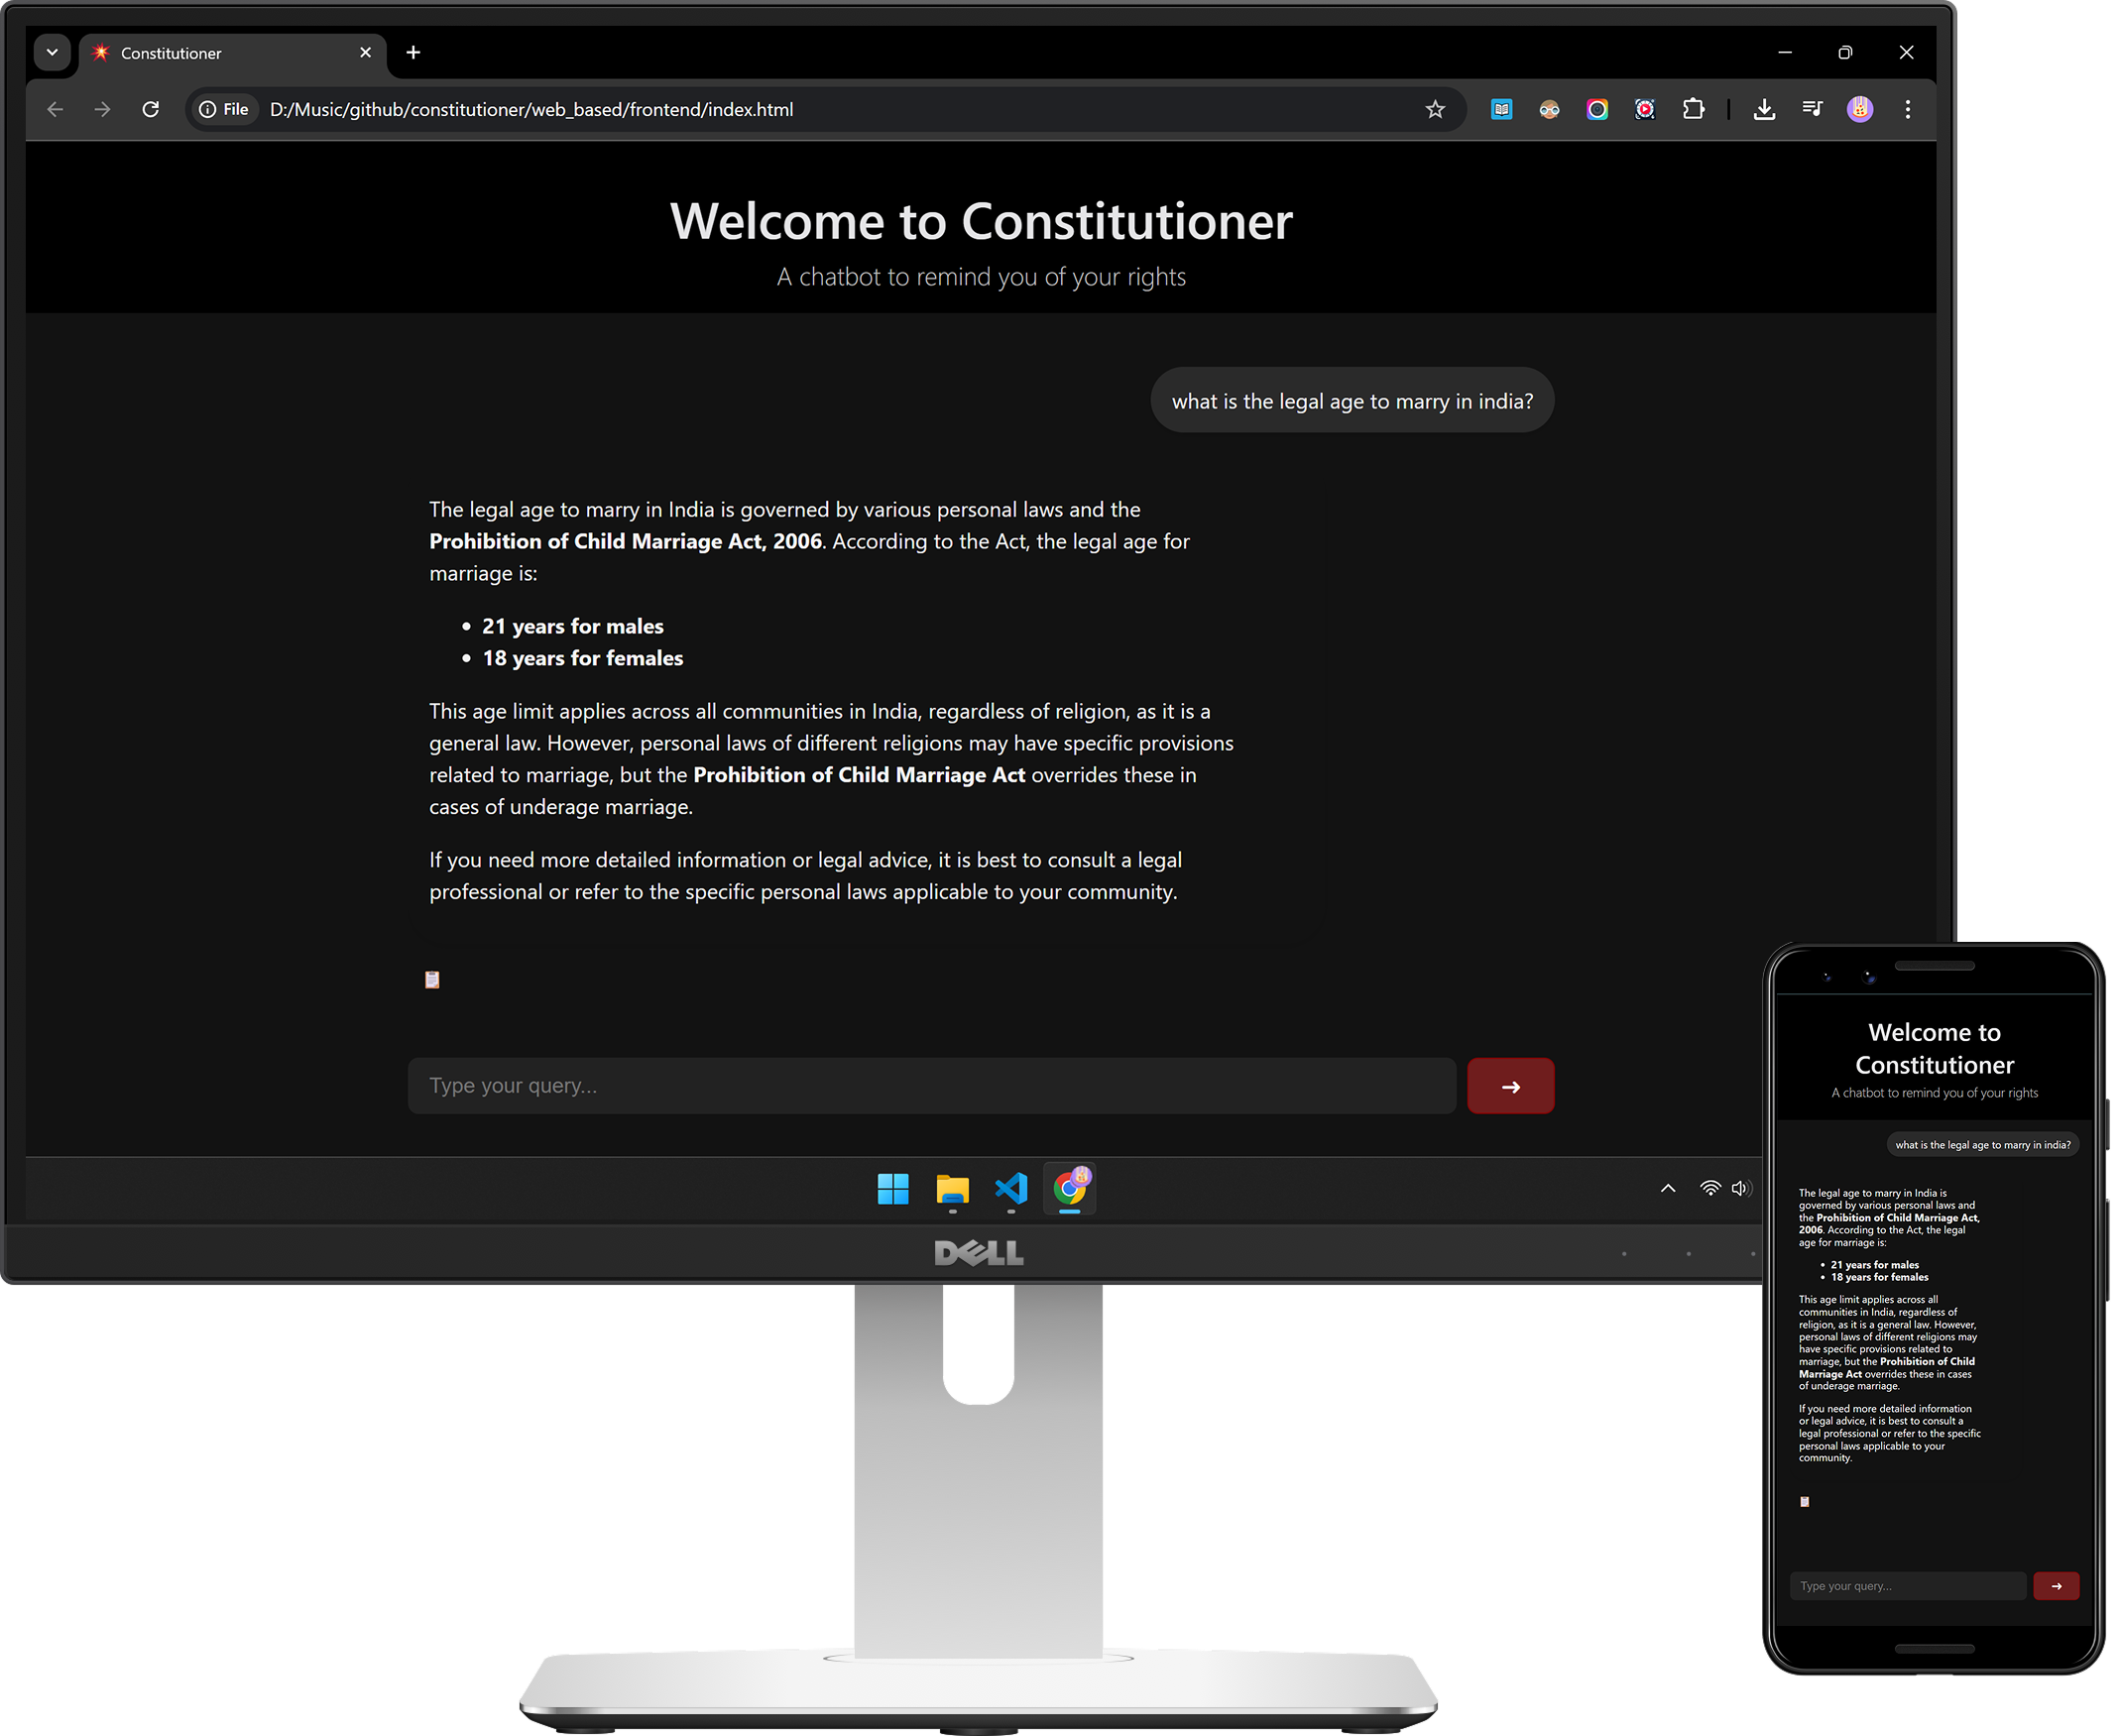 Constitutioner
File
D:/Music/github/constitutioner/web_based/frontend/index.html
Welcome to Constitutioner
A chatbot to remind you of your rights
what is the legal age to marry in india?
The legal age to marry in India is governed by various personal laws and the
Prohibition of Child Marriage Act, 2006. According to the Act, the legal age for
marriage is:
• 21 years for males
• 18 years for females
This age limit applies across all communities in India, regardless of religion, as it is a
general law. However, personal laws of different religions may have specific provisions
related to marriage, but the Prohibition of Child Marriage Act overrides these in
cases of underage marriage.
If you need more detailed information or legal advice, it is best to consult a legal
professional or refer to the specific personal laws applicable to your community.
Type your query...
DELL
Welcome to
Constitutioner
A chatbot to remind you of your rights
what is the legal age to marry in india?
The legal age to marry in India is
governed by various personal laws and
the Prohibition of Child Marriage Act,
2006. According to the Act, the legal
age for marriage is:
• 21 years for males
• 18 years for females
This age limit applies across all
communities in India, regardless of
religion, as it is a general law. However,
personal laws of different religions may
have specific provisions related to
marriage, but the Prohibition of Child
Marriage Act overrides these in cases
of underage marriage.
If you need more detailed information
or legal advice, it is best to consult a
legal professional or refer to the specific
personal laws applicable to your
community.
Type your query...